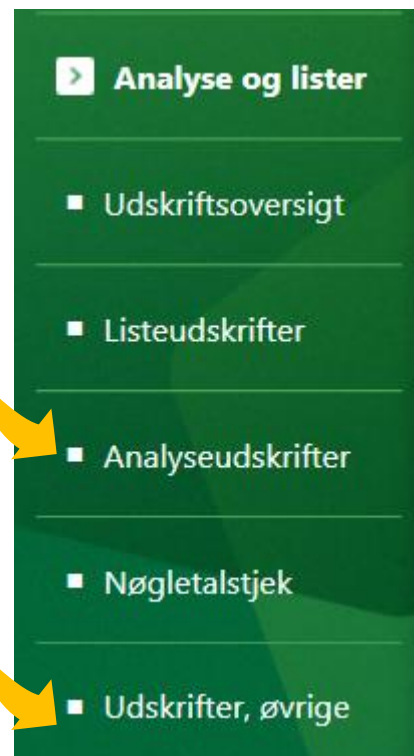 Analyse og lister
Udskriftsoversigt
Listeudskrifter
Analyseudskrifter
Nøgletalstjek
Udskrifter, øvrige